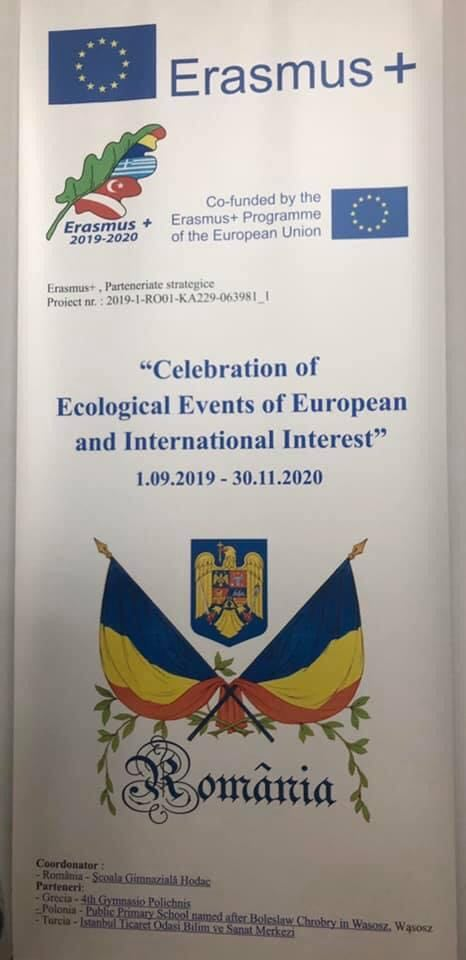 Erasmus+
Erasmus +
2019-2020
Co-funded by the
Erasmus+ Programme
of the European Union
Erasmus+ , Parteneriate strategice
Proiect nr. : 2019-1-RO01-KA229-063981_1
“Celebration of
Ecological Events of European
and International Interest”
1.09.2019 - 30.11.2020
România
Coordonator :
- România - Școala Gimnazială Hodac
Parteneri:
- Grecia - 4th Gymnasio Polichnis
- Polonia - Public Primary School named after Boleslaw Chrobry in Wasosz, Wąsosz
- Turcia - Istanbul Ticaret Odasi Bilim ve Sanat Merkezi